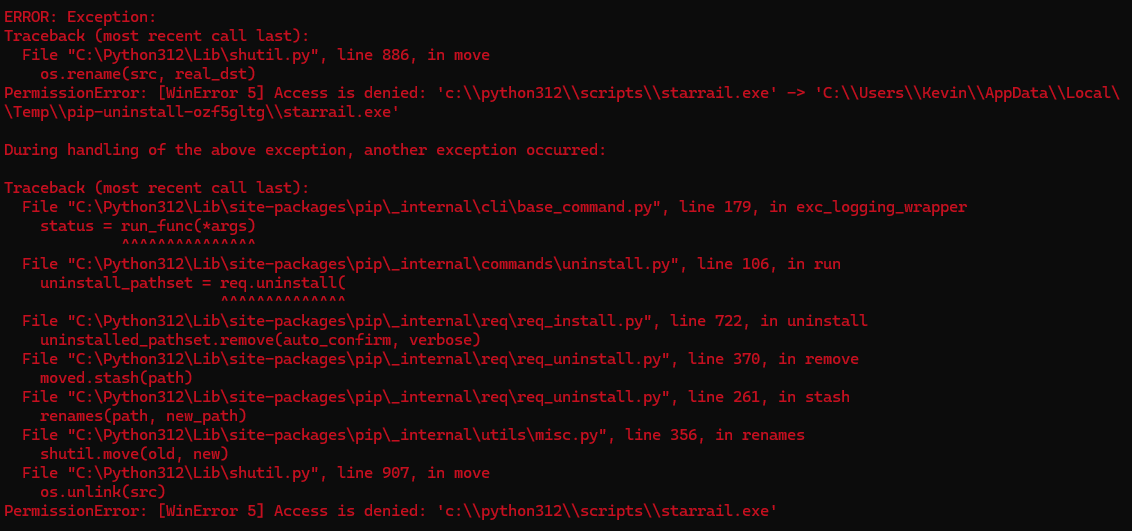 ERROR: Exception:
Traceback (most recent call last):
  File "C:\Python312\Lib\shutil.py", line 886, in move
    os.rename(src, real_dst)
PermissionError: [WinError 5] Access is denied: 'c:\\python312\\scripts\\starrail.exe' -> 'C:\\Users\\Kevin\\AppData\\Local\
\Temp\\pip-uninstall-ozf5gltg\\starrail.exe'

During handling of the above exception, another exception occurred:

Traceback (most recent call last):
  File "C:\Python312\Lib\site-packages\pip\_internal\cli\base_command.py", line 179, in exc_logging_wrapper
    status = run_func(*args)
             ^^^^^^^^^^^^^^^
  File "C:\Python312\Lib\site-packages\pip\_internal\commands\uninstall.py", line 106, in run
    uninstall_pathset = req.uninstall(
                        ^^^^^^^^^^^^^^
  File "C:\Python312\Lib\site-packages\pip\_internal\req\req_install.py", line 722, in uninstall
    uninstalled_pathset.remove(auto_confirm, verbose)
  File "C:\Python312\Lib\site-packages\pip\_internal\req\req_uninstall.py", line 370, in remove
    moved.stash(path)
  File "C:\Python312\Lib\site-packages\pip\_internal\req\req_uninstall.py", line 261, in stash
    renames(path, new_path)
  File "C:\Python312\Lib\site-packages\pip\_internal\utils\misc.py", line 356, in renames
    shutil.move(old, new)
  File "C:\Python312\Lib\shutil.py", line 907, in move
    os.unlink(src)
PermissionError: [WinError 5] Access is denied: 'c:\\python312\\scripts\\starrail.exe'